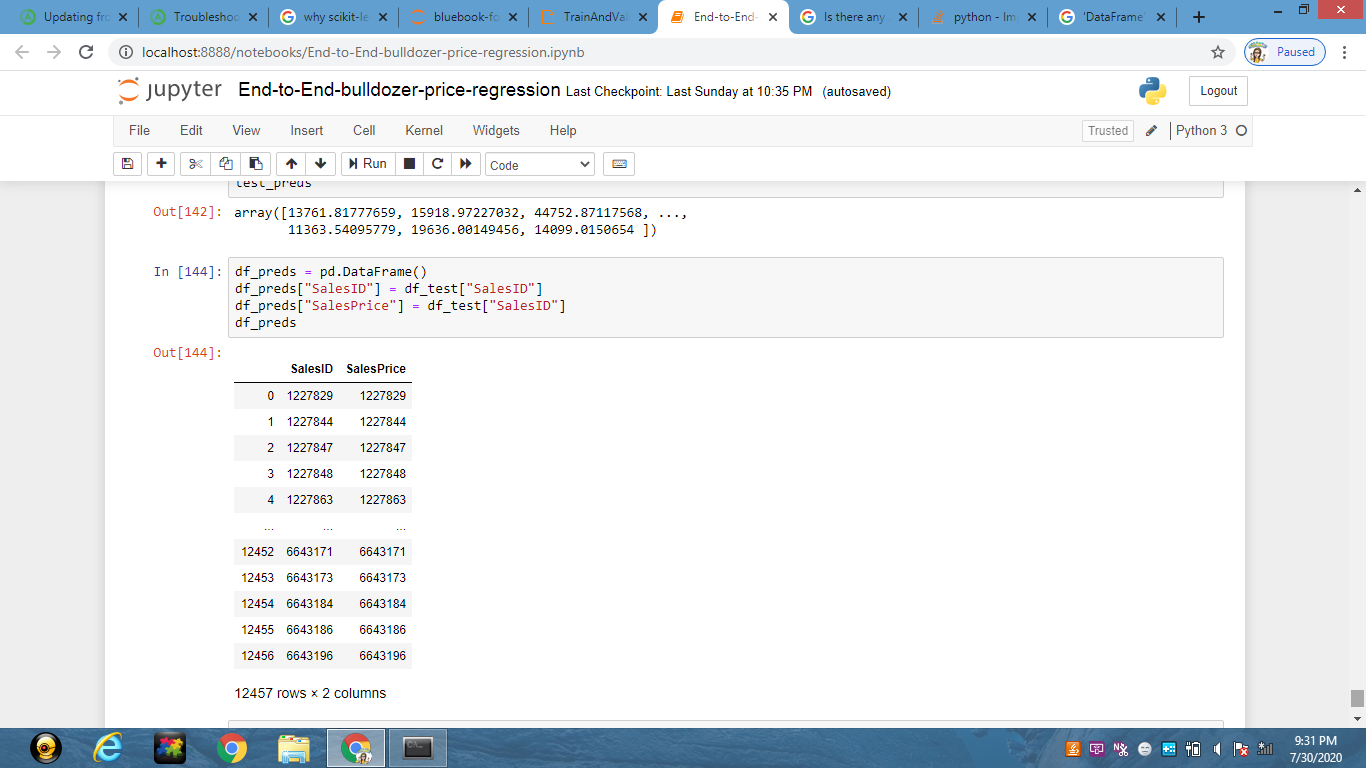 Updating fro
Troubleshoo
why scikit-le
bluebook-fo
TrainAndVal
End-to-End-
Is there any
python - Im
'DataFrame'
localhost:8888/notebooks/End-to-End-bulldozer-price-regression.ipynb
Paused
jupyter End-to-End-bulldozer-price-regression Last Checkpoint: Last Sunday at 10:35 PM (autosaved)
Logout
File Edit View Insert Cell Kernel Widgets Help
Trusted
Python 3
Run
Code
test_preds
Out[142]: array([13761.81777659, 15918.97227032, 44752.87117568, ...,
11363.54095779, 19636.00149456, 14099.0150654 ])
In [144]: df_preds = pd.DataFrame()
df_preds["SalesID"] = df_test["SalesID"]
df_preds["SalesPrice"] = df_test["SalesID"]
df_preds
Out[144]:
SalesID SalesPrice
0 1227829 1227829
1 1227844 1227844
2 1227847 1227847
3 1227848 1227848
4 1227863 1227863
... ... ...
12452 6643171 6643171
12453 6643173 6643173
12454 6643184 6643184
12455 6643186 6643186
12456 6643196 6643196
12457 rows × 2 columns
9:31 PM
7/30/2020